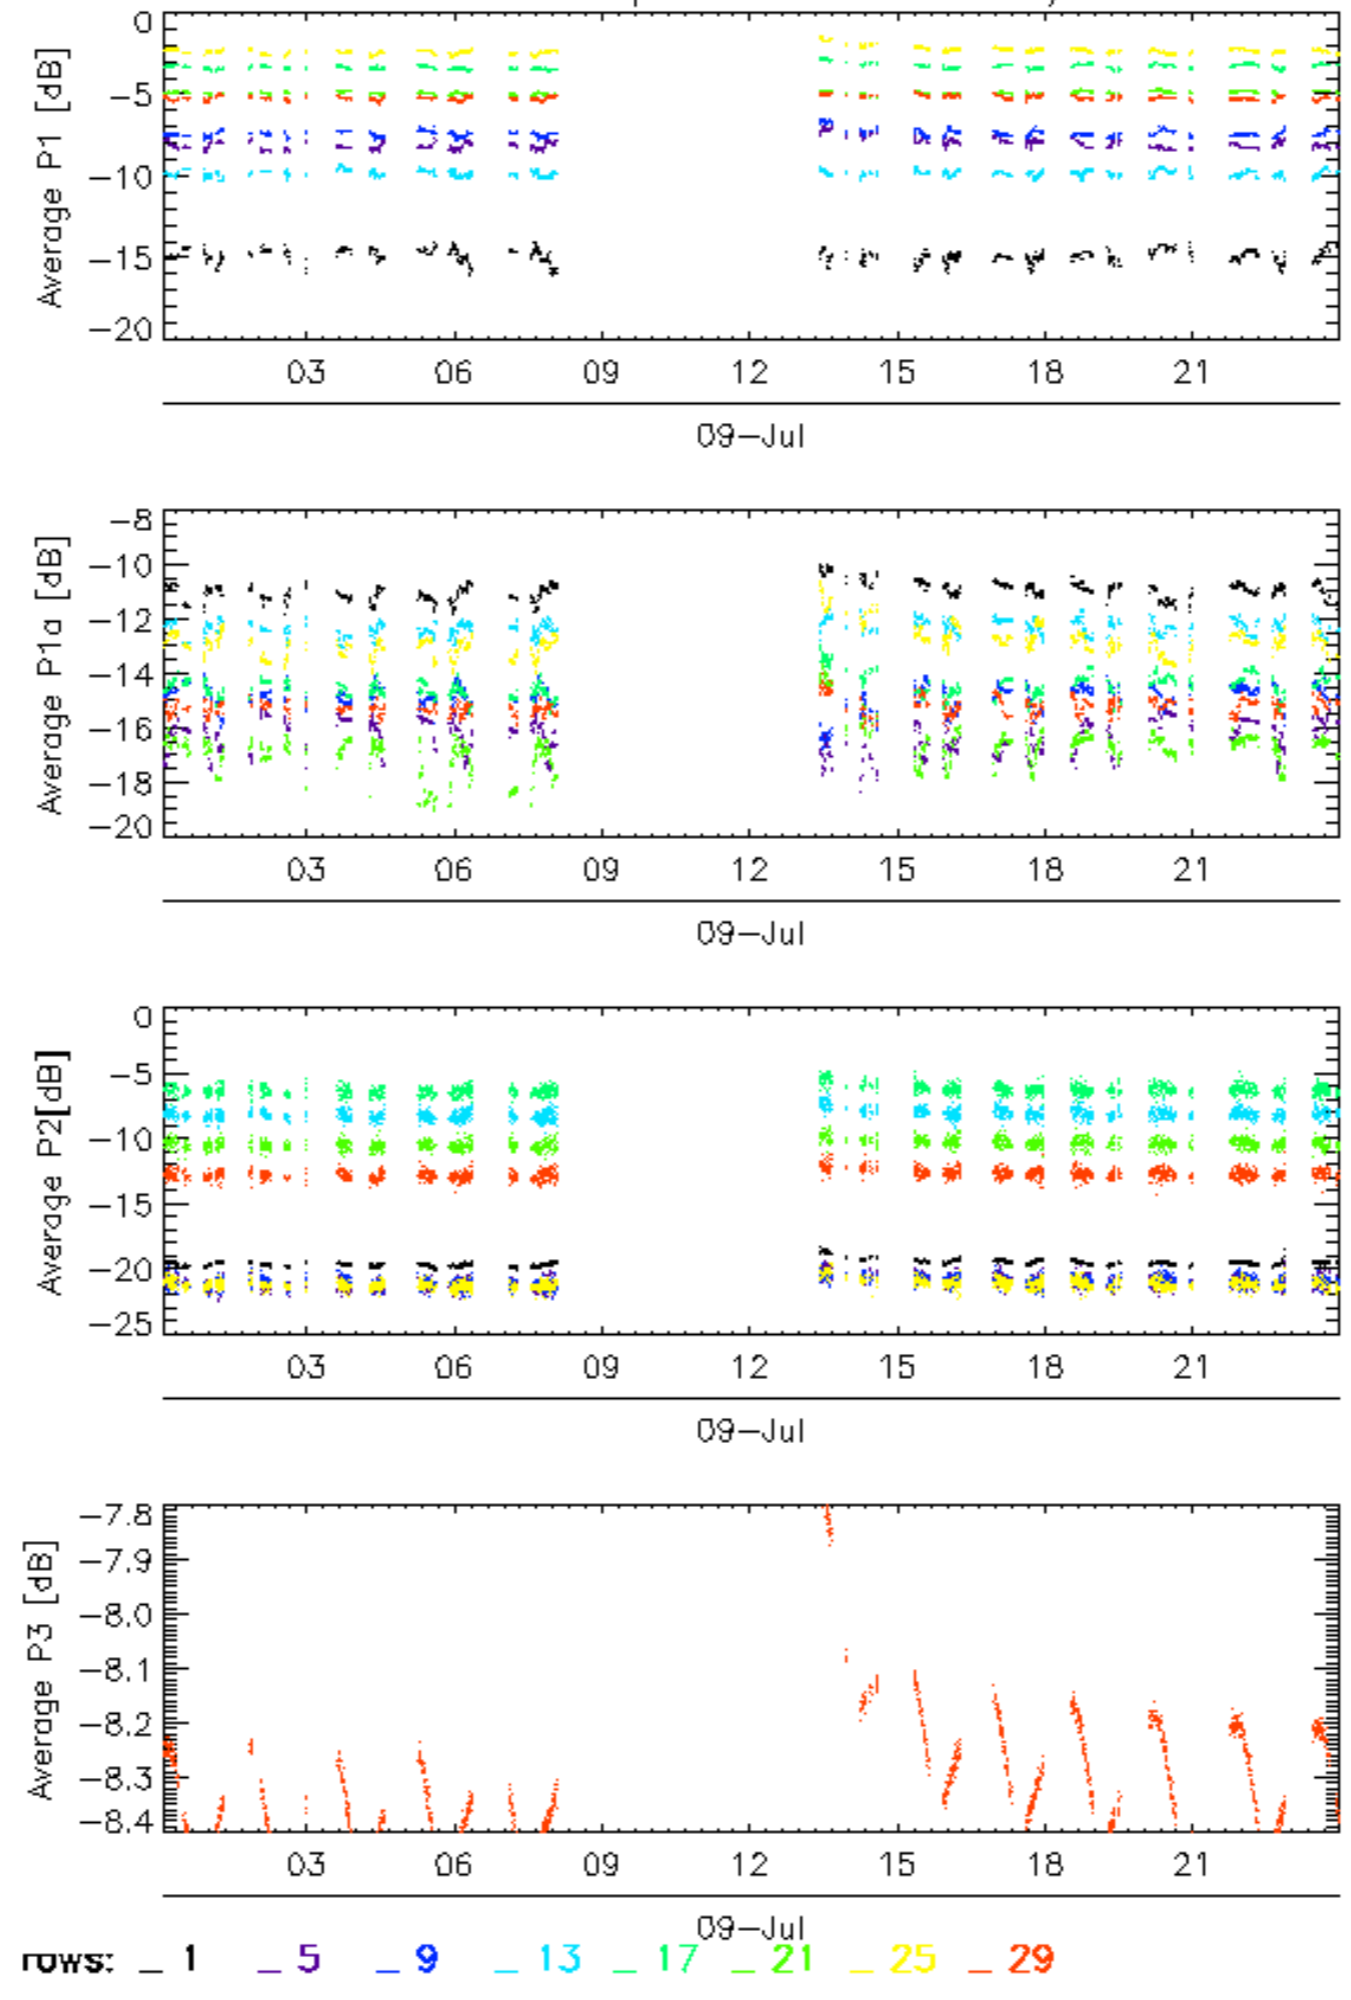 Average P1 [dB]
0
−5
−10
−15
−20
03 06 09 12 15 18 21
09−Jul
Average P1a [dB]
−8
−10
−12
−14
−16
−18
−20
03 06 09 12 15 18 21
09−Jul
Average P2[dB]
0
−5
−10
−15
−20
−25
03 06 09 12 15 18 21
09−Jul
Average P3 [dB]
−7.8
−7.9
−8.0
−8.1
−8.2
−8.3
−8.4
03 06 09 12 15 18 21
09−Jul
rows: _ 1 _ 5 _ 9 _ 13 _ 17 _ 21 _ 25 _ 29